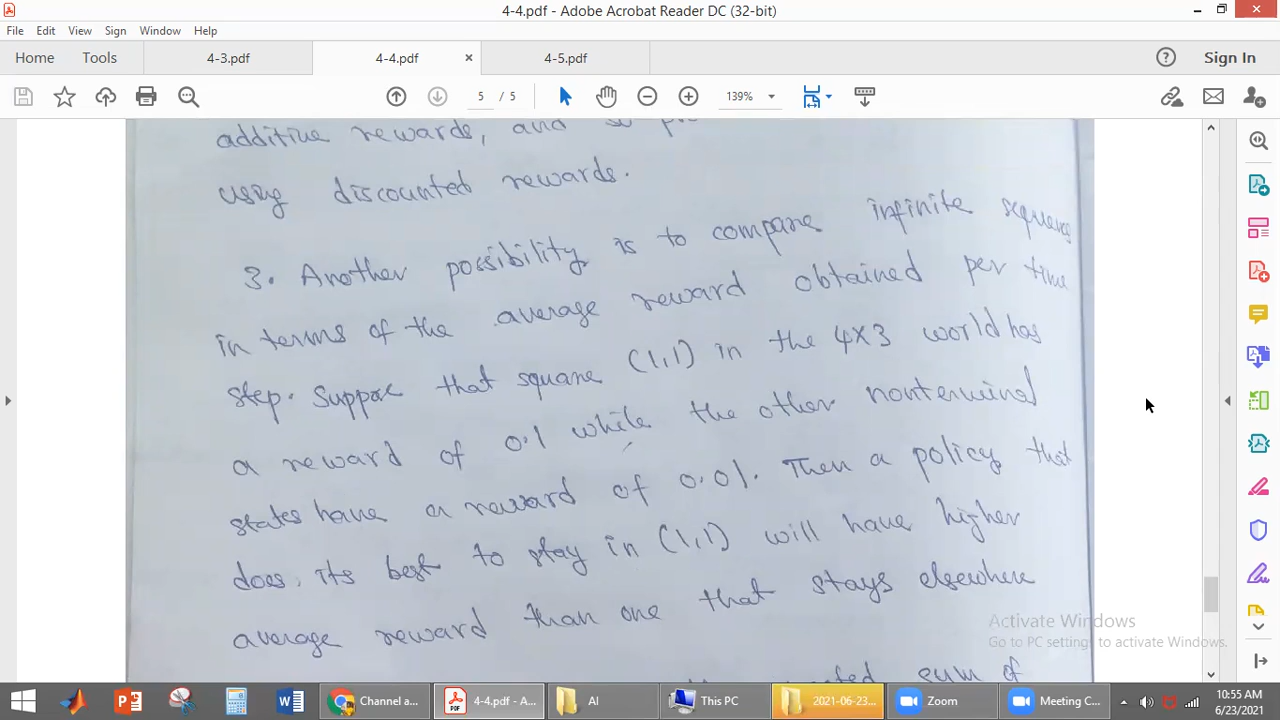 4-4.pdf - Adobe Acrobat Reader DC (32-bit)
File Edit View Sign Window Help
Home Tools 4-3.pdf 4-4.pdf × 4-5.pdf Sign In
5 / 5 139%
additive rewards, and so
using discounted rewards.
3. Another possibility is to compare infinite sequences
in terms of the average reward obtained per time
step. Suppose that square (1,1) in the 4X3 world has
a reward of 0.1 while the other nonterminal
states have a reward of 0.01. Then a policy that
does its best to stay in (1,1) will have higher
average reward than one that stays elsewhere
sum of
Activate Windows
Go to PC settings to activate Windows.
Channel a... 4-4.pdf - A... AI This PC 2021-06-23... Zoom Meeting C...
10:55 AM
6/23/2021